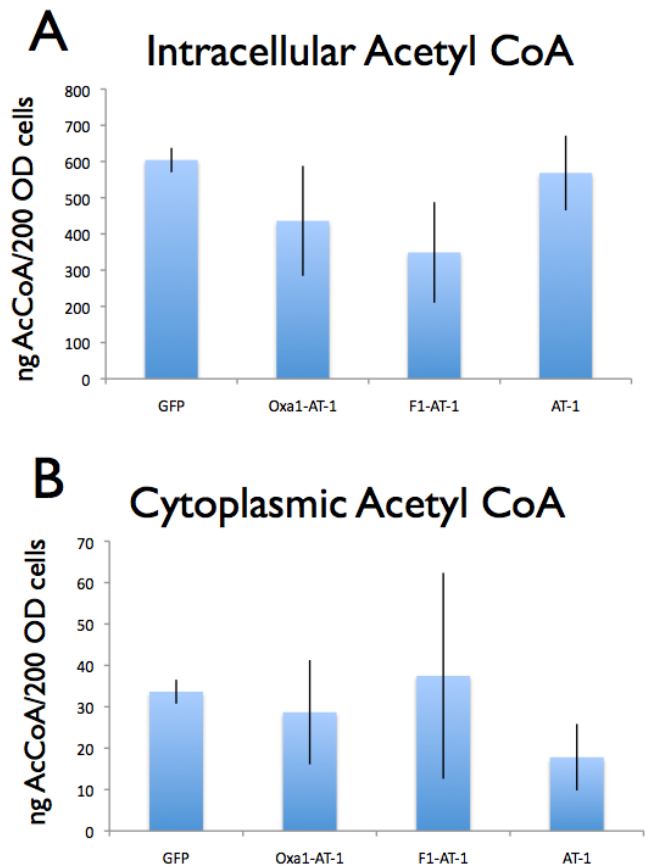 A
Intracellular Acetyl CoA
ng AcCoA/200 OD cells
800
700
600
500
400
300
200
100
0
GFP
Oxa1-AT-1
F1-AT-1
AT-1
B
Cytoplasmic Acetyl CoA
ng AcCoA/200 OD cells
70
60
50
40
30
20
10
0
GFP
Oxa1-AT-1
F1-AT-1
AT-1